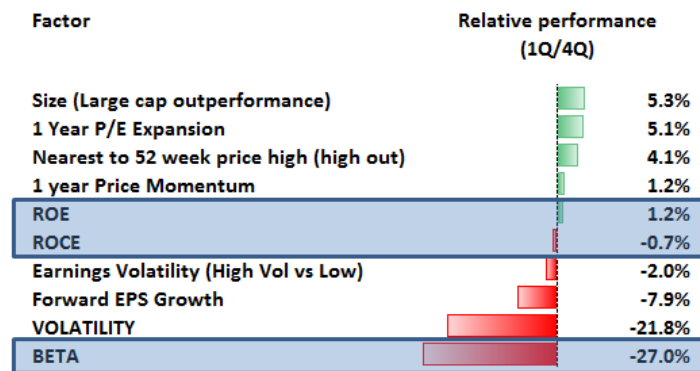 Factor Relative performance
(1Q/4Q)
Size (Large cap outperformance) 5.3%
1 Year P/E Expansion 5.1%
Nearest to 52 week price high (high out) 4.1%
1 year Price Momentum 1.2%
ROE 1.2%
ROCE -0.7%
Earnings Volatility (High Vol vs Low) -2.0%
Forward EPS Growth -7.9%
VOLATILITY -21.8%
BETA -27.0%